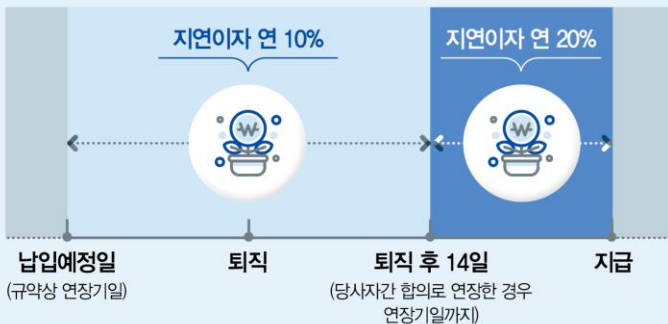 지연이자 연 10%
지연이자 연 20%
납입예정일
(규약상 연장기일)
퇴직
퇴직 후 14일
(당사자간 합의로 연장한 경우
연장기일까지)
지급